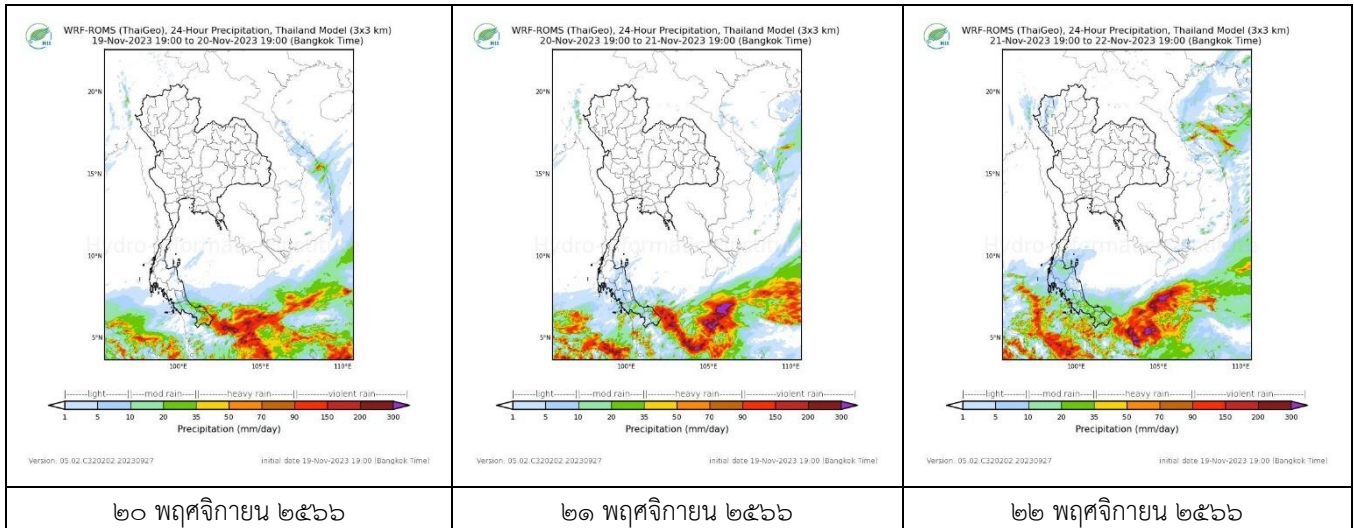 WRF-ROMS (ThaiGeo), 24-Hour Precipitation, Thailand Model (3x3 km)
19-Nov-2023 19:00 to 20-Nov-2023 19:00 (Bangkok Time)
20°N
15°N
10°N
5°N
100°E 105°E 110°E
light mod.rain heavy rain violent rain
1 5 10 20 35 50 70 90 150 200 300
Precipitation (mm/day)
Version: 05.02.C320202.20230927 initial date 19-Nov-2023 19:00 (Bangkok Time)
๒๐ พฤศจิกายน ๒๕๖๖
WRF-ROMS (ThaiGeo), 24-Hour Precipitation, Thailand Model (3x3 km)
20-Nov-2023 19:00 to 21-Nov-2023 19:00 (Bangkok Time)
20°N
15°N
10°N
5°N
100°E 105°E 110°E
light mod.rain heavy rain violent rain
1 5 10 20 35 50 70 90 150 200 300
Precipitation (mm/day)
Version: 05.02.C320202.20230927 initial date 19-Nov-2023 19:00 (Bangkok Time)
๒๑ พฤศจิกายน ๒๕๖๖
WRF-ROMS (ThaiGeo), 24-Hour Precipitation, Thailand Model (3x3 km)
21-Nov-2023 19:00 to 22-Nov-2023 19:00 (Bangkok Time)
20°N
15°N
10°N
5°N
100°E 105°E 110°E
light mod.rain heavy rain violent rain
1 5 10 20 35 50 70 90 150 200 300
Precipitation (mm/day)
Version: 05.02.C320202.20230927 initial date 19-Nov-2023 19:00 (Bangkok Time)
๒๒ พฤศจิกายน ๒๕๖๖